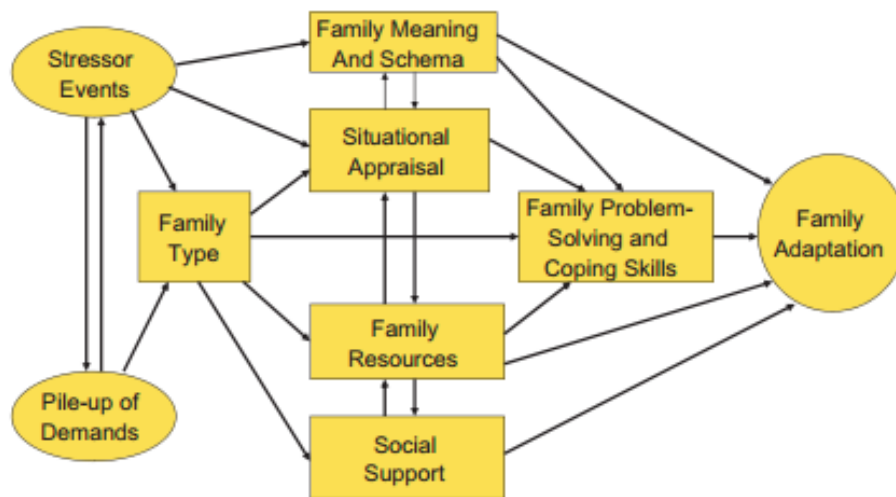 Stressor
Events
Family Meaning
And Schema
Situational
Appraisal
Family
Type
Family Problem-
Solving and
Coping Skills
Family
Adaptation
Family
Resources
Pile-up of
Demands
Social
Support